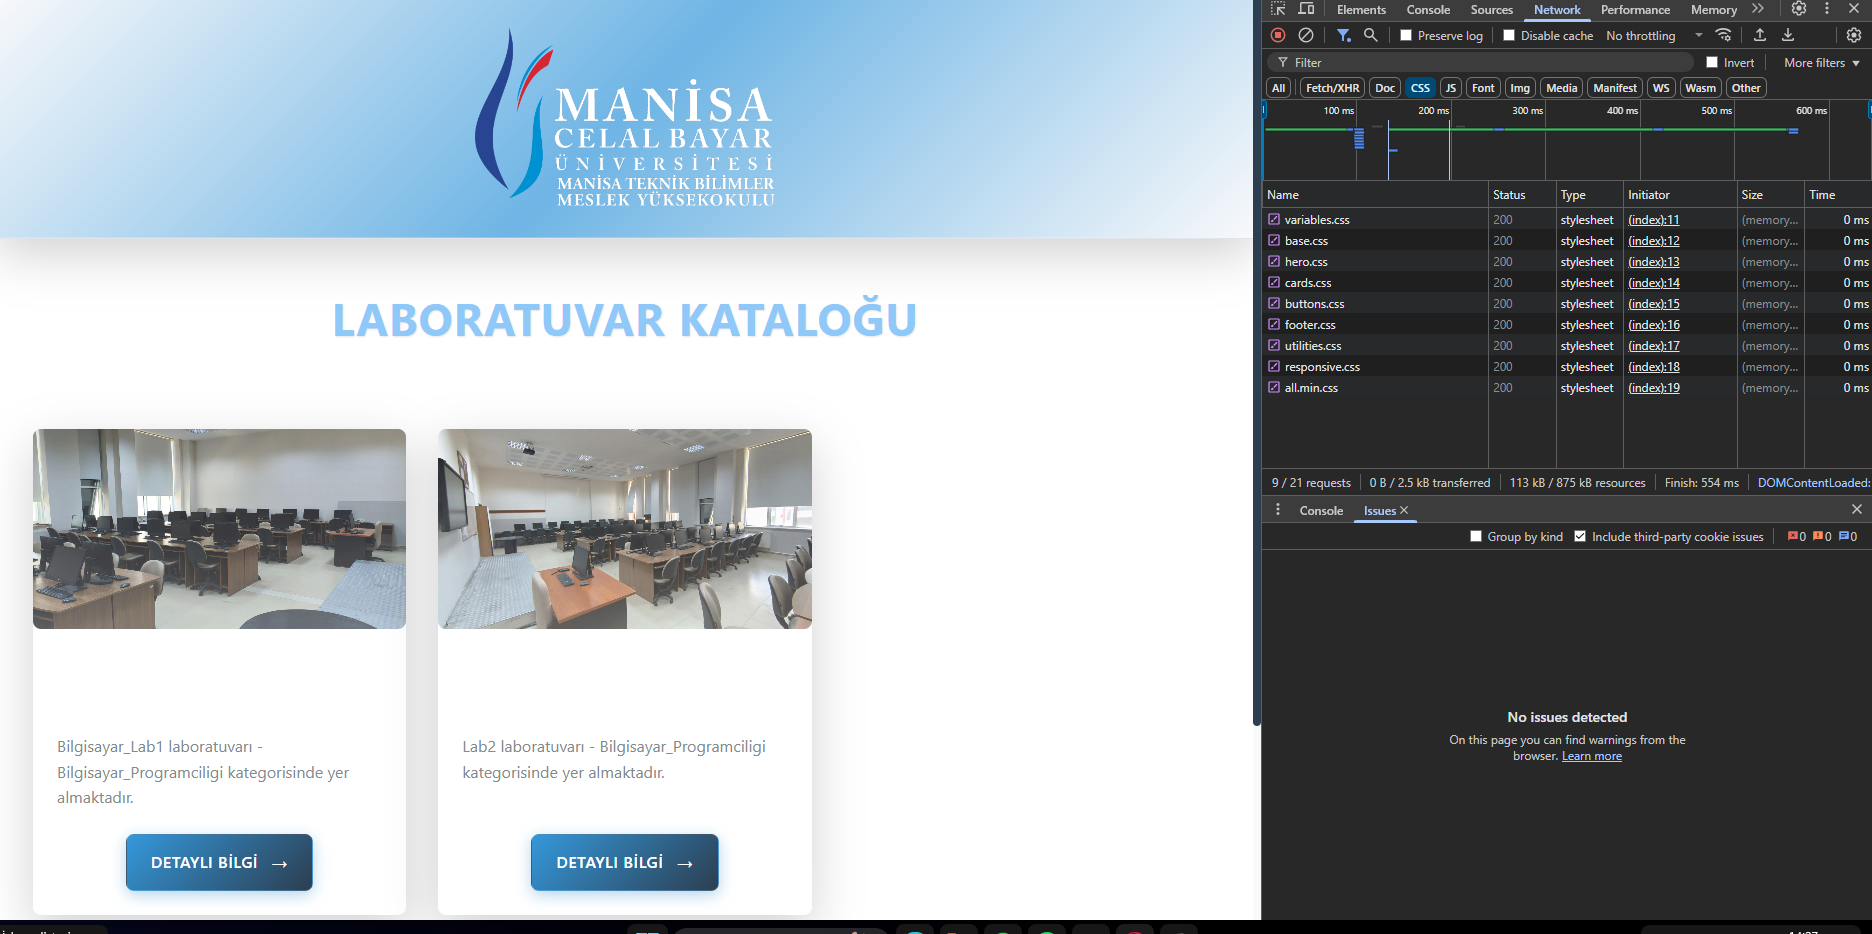 MANİSA
CELAL BAYAR
ÜNİVERSİTESİ
MANİSA TEKNİK BİLİMLER
MESLEK YÜKSEKOKULU
LABORATUVAR KATALOĞU
Bilgisayar_Lab1 laboratuvarı -
Bilgisayar_Programciligi kategorisinde yer
almaktadır.
DETAYLI BİLGİ →
Lab2 laboratuvarı - Bilgisayar_Programciligi
kategorisinde yer almaktadır.
DETAYLI BİLGİ →
Elements Console Sources Network Performance Memory
Preserve log Disable cache No throttling
Filter Invert More filters
All Fetch/XHR Doc CSS JS Font Img Media Manifest WS Wasm Other
100 ms 200 ms 300 ms 400 ms 500 ms 600 ms
Name Status Type Initiator Size Time
variables.css 200 stylesheet (index):11 (memory... 0 ms
base.css 200 stylesheet (index):12 (memory... 0 ms
hero.css 200 stylesheet (index):13 (memory... 0 ms
cards.css 200 stylesheet (index):14 (memory... 0 ms
buttons.css 200 stylesheet (index):15 (memory... 0 ms
footer.css 200 stylesheet (index):16 (memory... 0 ms
utilities.css 200 stylesheet (index):17 (memory... 0 ms
responsive.css 200 stylesheet (index):18 (memory... 0 ms
all.min.css 200 stylesheet (index):19 (memory... 0 ms
9 / 21 requests 0 B / 2.5 kB transferred 113 kB / 875 kB resources Finish: 554 ms DOMContentLoaded:
Console Issues
Group by kind Include third-party cookie issues 0 0 0
No issues detected
On this page you can find warnings from the
browser. Learn more